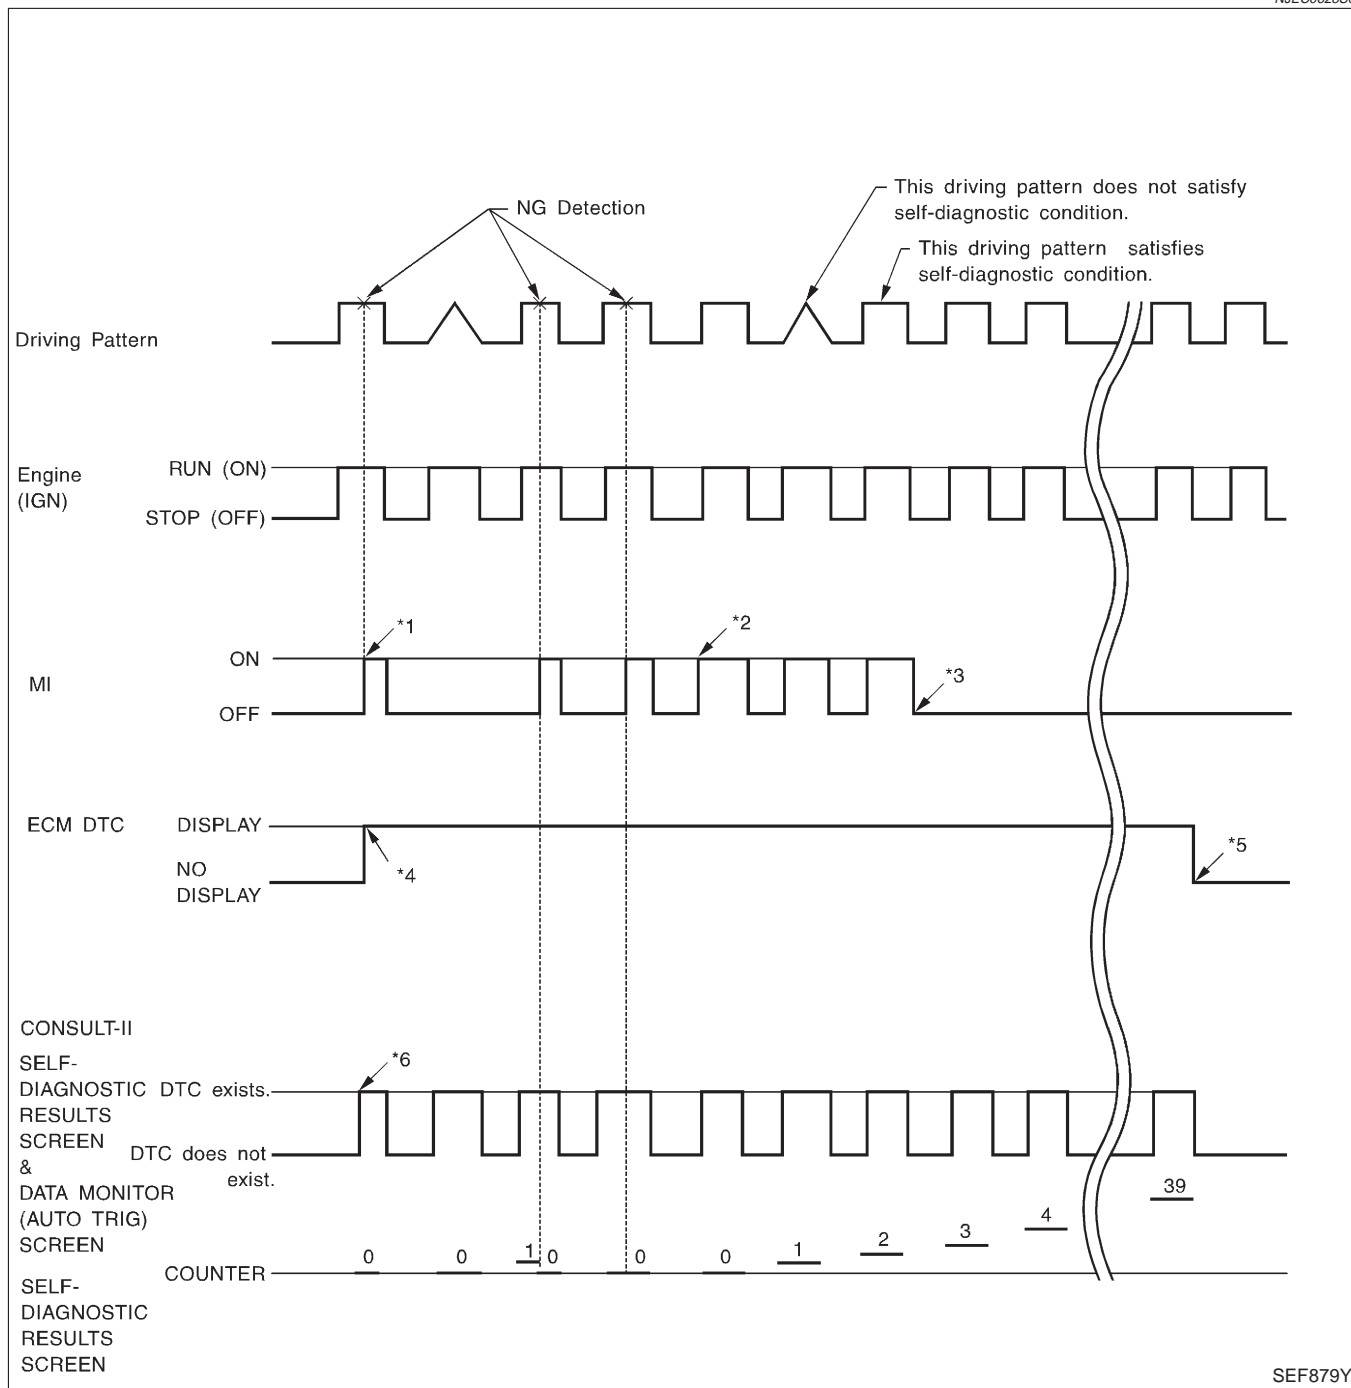 NG Detection
This driving pattern does not satisfy
self-diagnostic condition.
This driving pattern satisfies
self-diagnostic condition.
Driving Pattern
Engine
(IGN)
RUN (ON)
STOP (OFF)
*1
*2
*3
MI
ON
OFF
ECM DTC
DISPLAY
NO
DISPLAY
*4
*5
CONSULT-II
SELF-
DIAGNOSTIC
RESULTS
SCREEN
&
DATA MONITOR
(AUTO TRIG)
SCREEN
DTC exists.
DTC does not
exist.
*6
SELF-
DIAGNOSTIC
RESULTS
SCREEN
COUNTER
0 0 1 0 0 0 1 2 3 4 39
SEF879Y